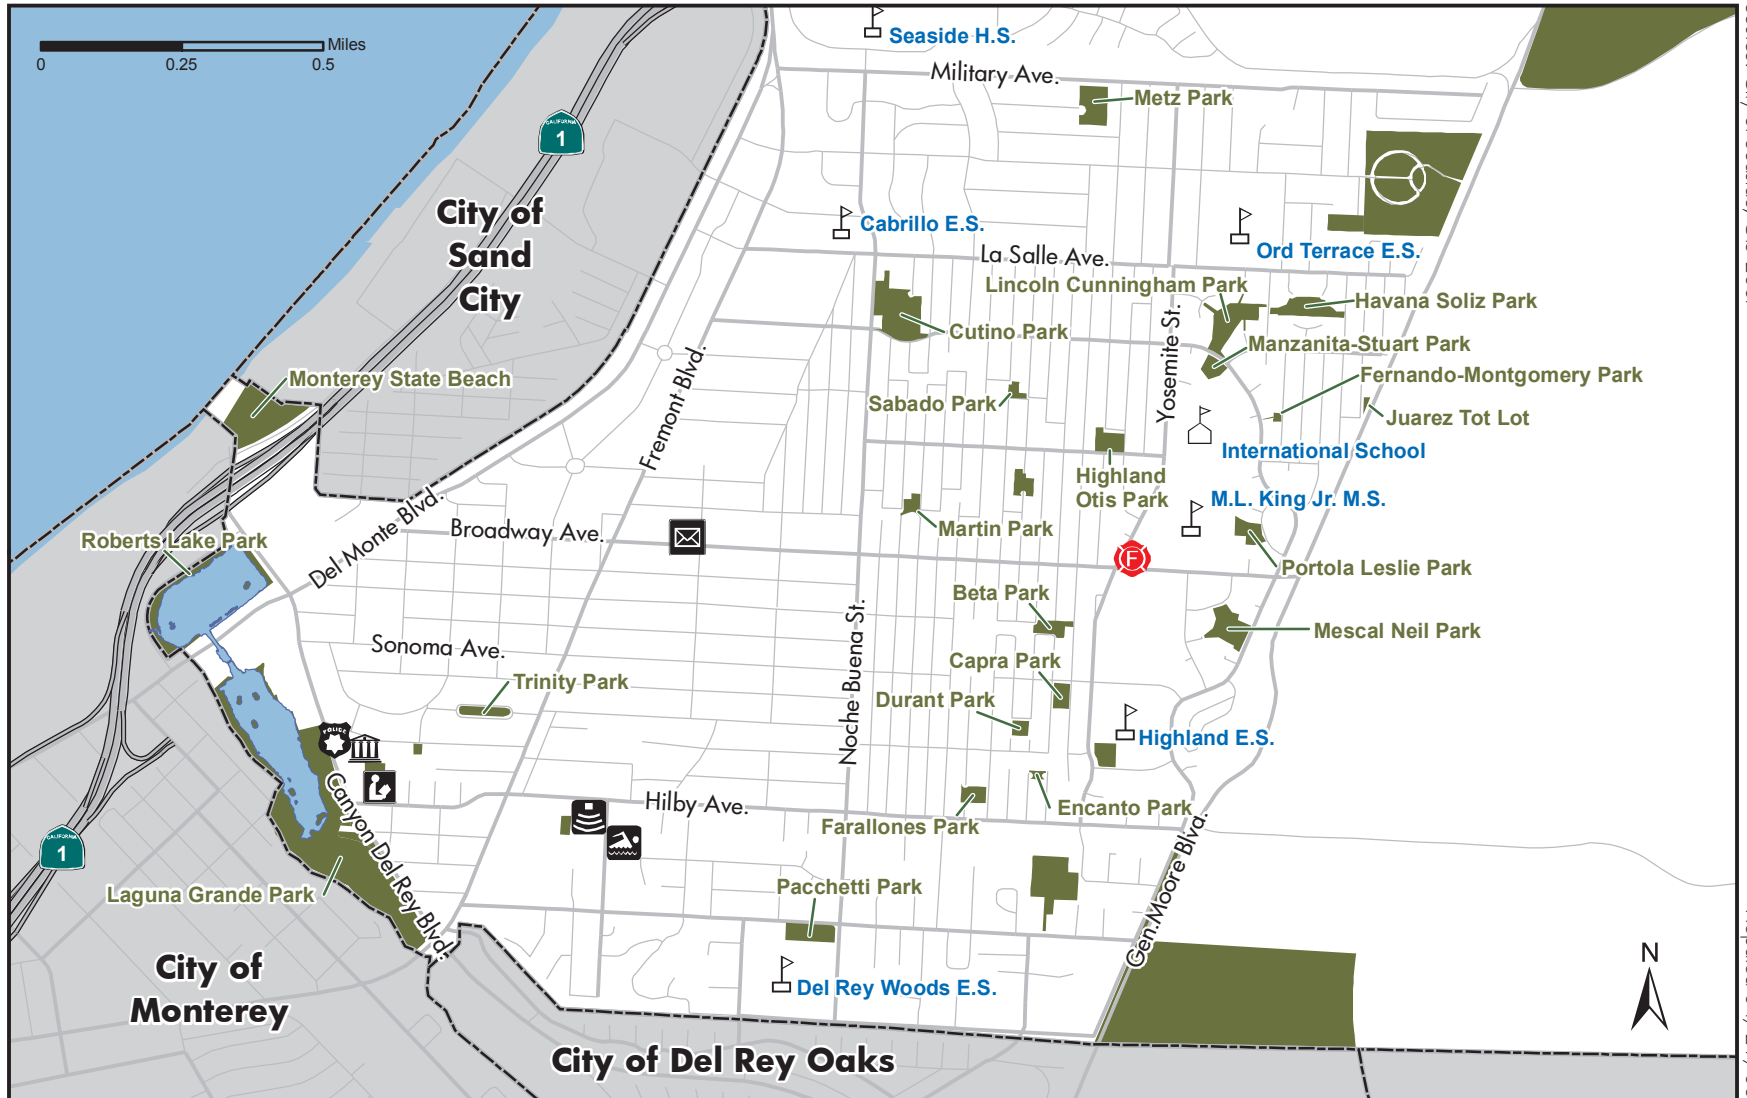 Seaside H.S.
Miles
0
0.25
0.5
Military Ave.
Metz Park
CALIFORNIA
1
City of
Sand
City
Cabrillo E.S.
Ord Terrace E.S.
La Salle Ave.
Lincoln Cunningham Park
Havana Soliz Park
Cutino Park
Yosemite St.
Manzanita-Stuart Park
Fremont Blvd.
Monterey State Beach
Fernando-Montgomery Park
Sabado Park
Juarez Tot Lot
International School
Highland
Otis Park
M.L. King Jr. M.S.
Del Monte Blvd.
Broadway Ave.
Martin Park
Roberts Lake Park
F
Portola Leslie Park
Beta Park
Noche Buena St.
Mescal Neil Park
Sonoma Ave.
Capra Park
Trinity Park
Durant Park
POLICE
Highland E.S.
Canyon Del Rey Blvd.
Hilby Ave.
Encanto Park
Farallones Park
Gen.Moore Blvd.
CALIFORNIA
1
Laguna Grande Park
Pacchetti Park
City of
Monterey
Del Rey Woods E.S.
N
City of Del Rey Oaks